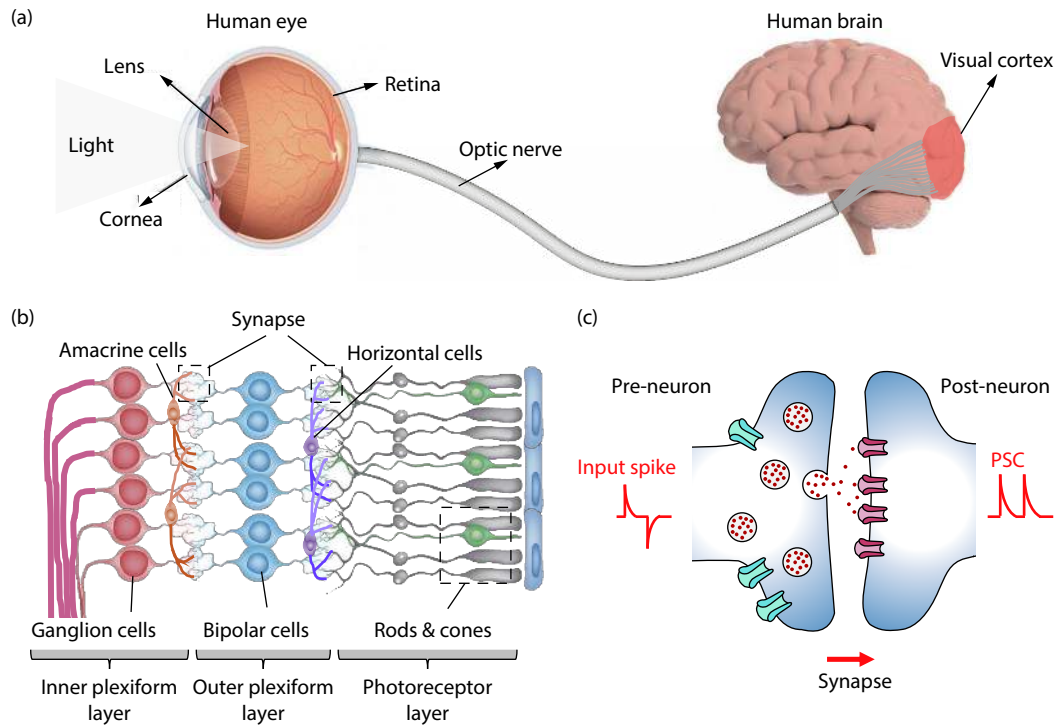 (a)
Human eye
Human brain
Lens
Retina
Visual cortex
Light
Optic nerve
Cornea
(b)
Synapse
Amacrine cells
Horizontal cells
Ganglion cells
Bipolar cells
Rods & cones
Inner plexiform
layer
Outer plexiform
layer
Photoreceptor
layer
(c)
Pre-neuron
Post-neuron
Input spike
PSC
Synapse